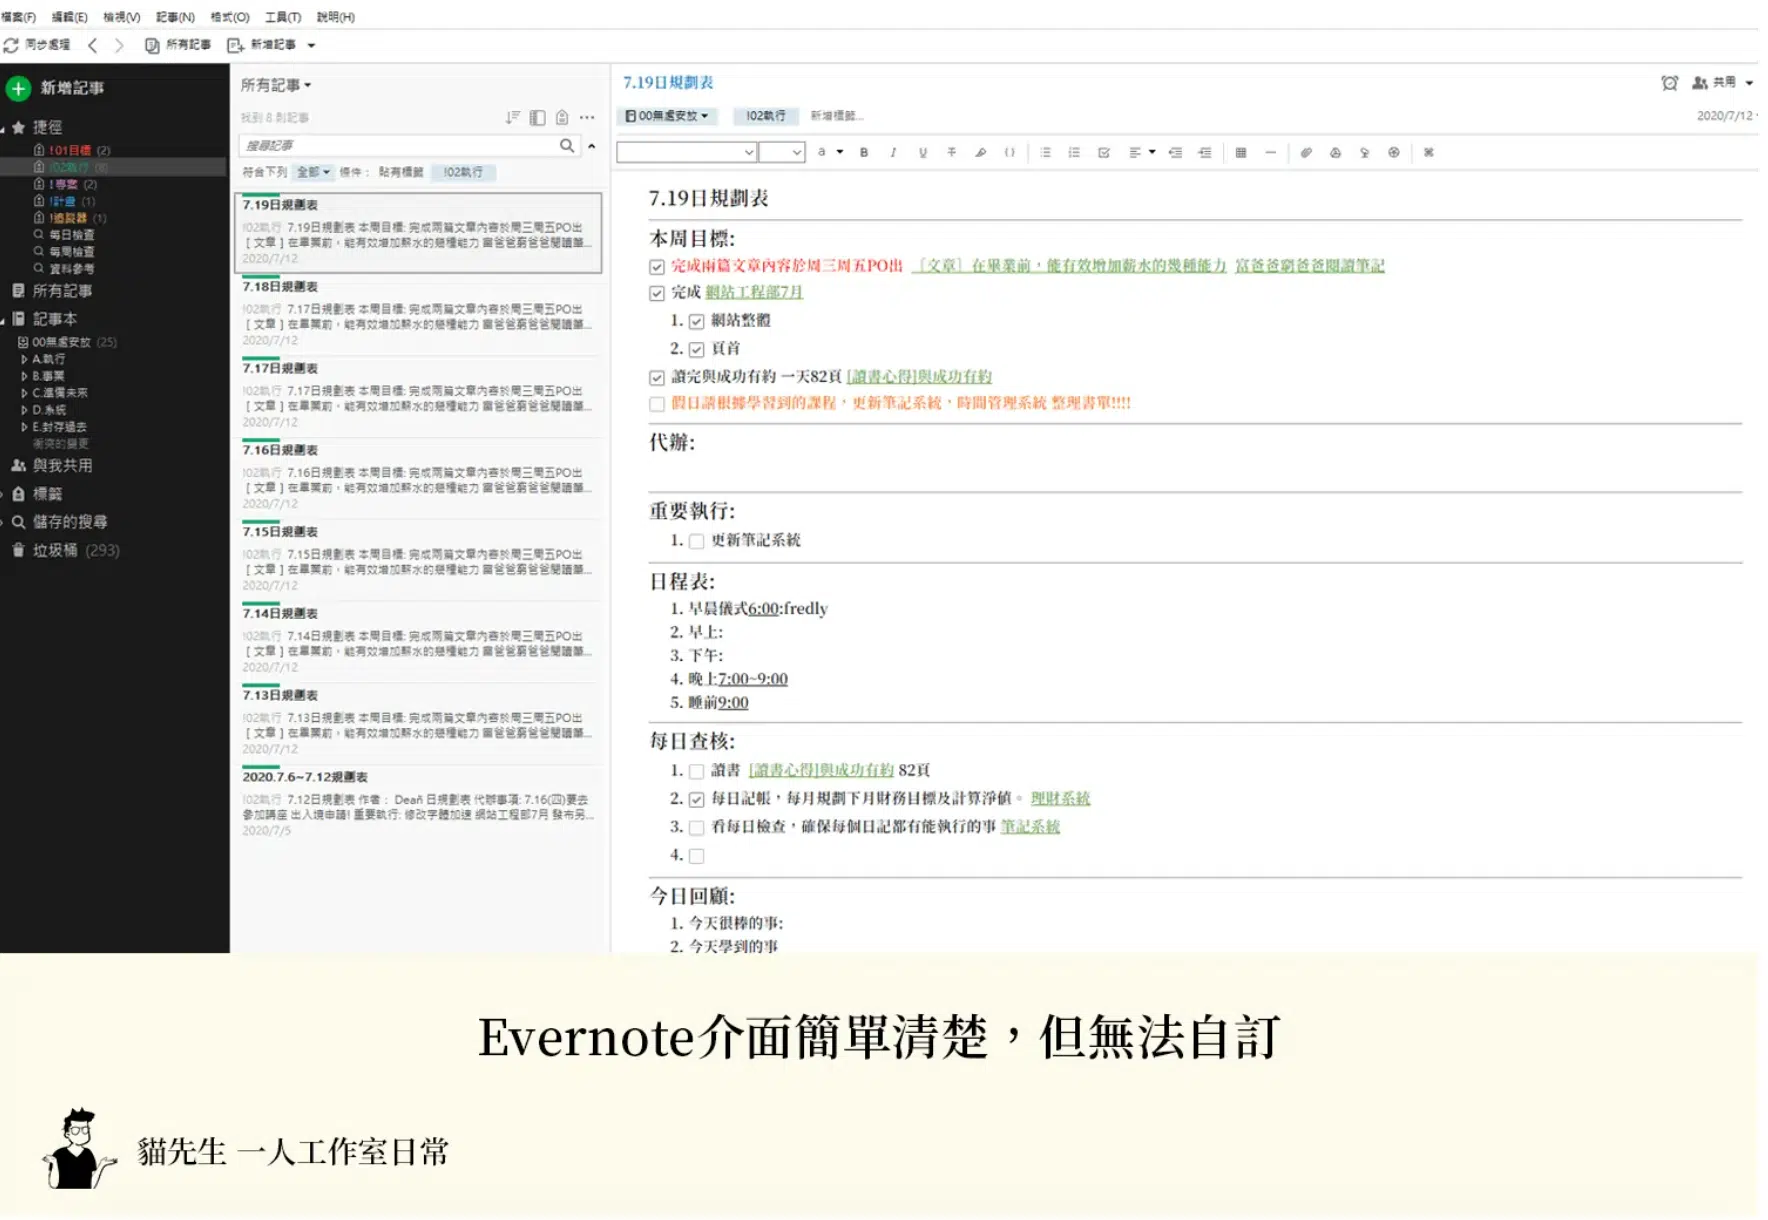 檔案(F) 編輯(E) 檢視(V) 記事(N) 格式(O) 工具(T) 說明(H)
同步處理 所有記事 新增記事
新增記事
捷徑
!01目標 (2)
!02執行 (8)
!專案 (2)
!計畫 (1)
!追蹤器 (1)
每日檢查
每周檢查
資料參考
所有記事
記事本
00無處安放 (25)
A.執行
B.事業
C.準備未來
D.系統
E.封存過去
衝突的變更
與我共用
標籤
儲存的搜尋
垃圾桶 (293)
所有記事
找到 8 則記事
搜尋記事
符合下列 全部 條件： 貼有標籤 !02執行
7.19日規劃表
!02執行 7.19日規劃表 本周目標: 完成兩篇文章內容於周三周五PO出
[ 文章 ] 在畢業前，能有效增加薪水的幾種能力 富爸爸窮爸爸閱讀筆...
2020/7/12
7.18日規劃表
!02執行 7.17日規劃表 本周目標: 完成兩篇文章內容於周三周五PO出
[ 文章 ] 在畢業前，能有效增加薪水的幾種能力 富爸爸窮爸爸閱讀筆...
2020/7/12
7.17日規劃表
!02執行 7.17日規劃表 本周目標: 完成兩篇文章內容於周三周五PO出
[ 文章 ] 在畢業前，能有效增加薪水的幾種能力 富爸爸窮爸爸閱讀筆...
2020/7/12
7.16日規劃表
!02執行 7.16日規劃表 本周目標: 完成兩篇文章內容於周三周五PO出
[ 文章 ] 在畢業前，能有效增加薪水的幾種能力 富爸爸窮爸爸閱讀筆...
2020/7/12
7.15日規劃表
!02執行 7.15日規劃表 本周目標: 完成兩篇文章內容於周三周五PO出
[ 文章 ] 在畢業前，能有效增加薪水的幾種能力 富爸爸窮爸爸閱讀筆...
2020/7/12
7.14日規劃表
!02執行 7.14日規劃表 本周目標: 完成兩篇文章內容於周三周五PO出
[ 文章 ] 在畢業前，能有效增加薪水的幾種能力 富爸爸窮爸爸閱讀筆...
2020/7/12
7.13日規劃表
!02執行 7.13日規劃表 本周目標: 完成兩篇文章內容於周三周五PO出
[ 文章 ] 在畢業前，能有效增加薪水的幾種能力 富爸爸窮爸爸閱讀筆...
2020/7/12
2020.7.6~7.12規劃表
!02執行 7.12日規劃表 作者： Dean 日規劃表 代辦事項: 7.16(四)要去
參加講座 出入境申請! 重要執行: 修改字體加速 網站工程部7月 發布另...
2020/7/5
7.19日規劃表
共用
00無處安放 !02執行 新增標籤...
2020/7/12
7.19日規劃表
本周目標:
完成兩篇文章內容於周三周五PO出 ［文章］在畢業前，能有效增加薪水的幾種能力 富爸爸窮爸爸閱讀筆記
完成 網站工程部7月
1. 網站整體
2. 頁首
讀完與成功有約 一天82頁 [讀書心得]與成功有約
假日請根據學習到的課程，更新筆記系統，時間管理系統 整理書單!!!!
代辦:
重要執行:
1. 更新筆記系統
日程表:
1. 早晨儀式6:00:fredly
2. 早上:
3. 下午:
4. 晚上7:00~9:00
5. 睡前9:00
每日查核:
1. 讀書 [讀書心得]與成功有約 82頁
2. 每日記帳，每月規劃下月財務目標及計算淨值。 理財系統
3. 看每日檢查，確保每個日記都有能執行的事 筆記系統
4.
今日回顧:
1. 今天很棒的事:
2. 今天學到的事
Evernote介面簡單清楚，但無法自訂
貓先生 一人工作室日常